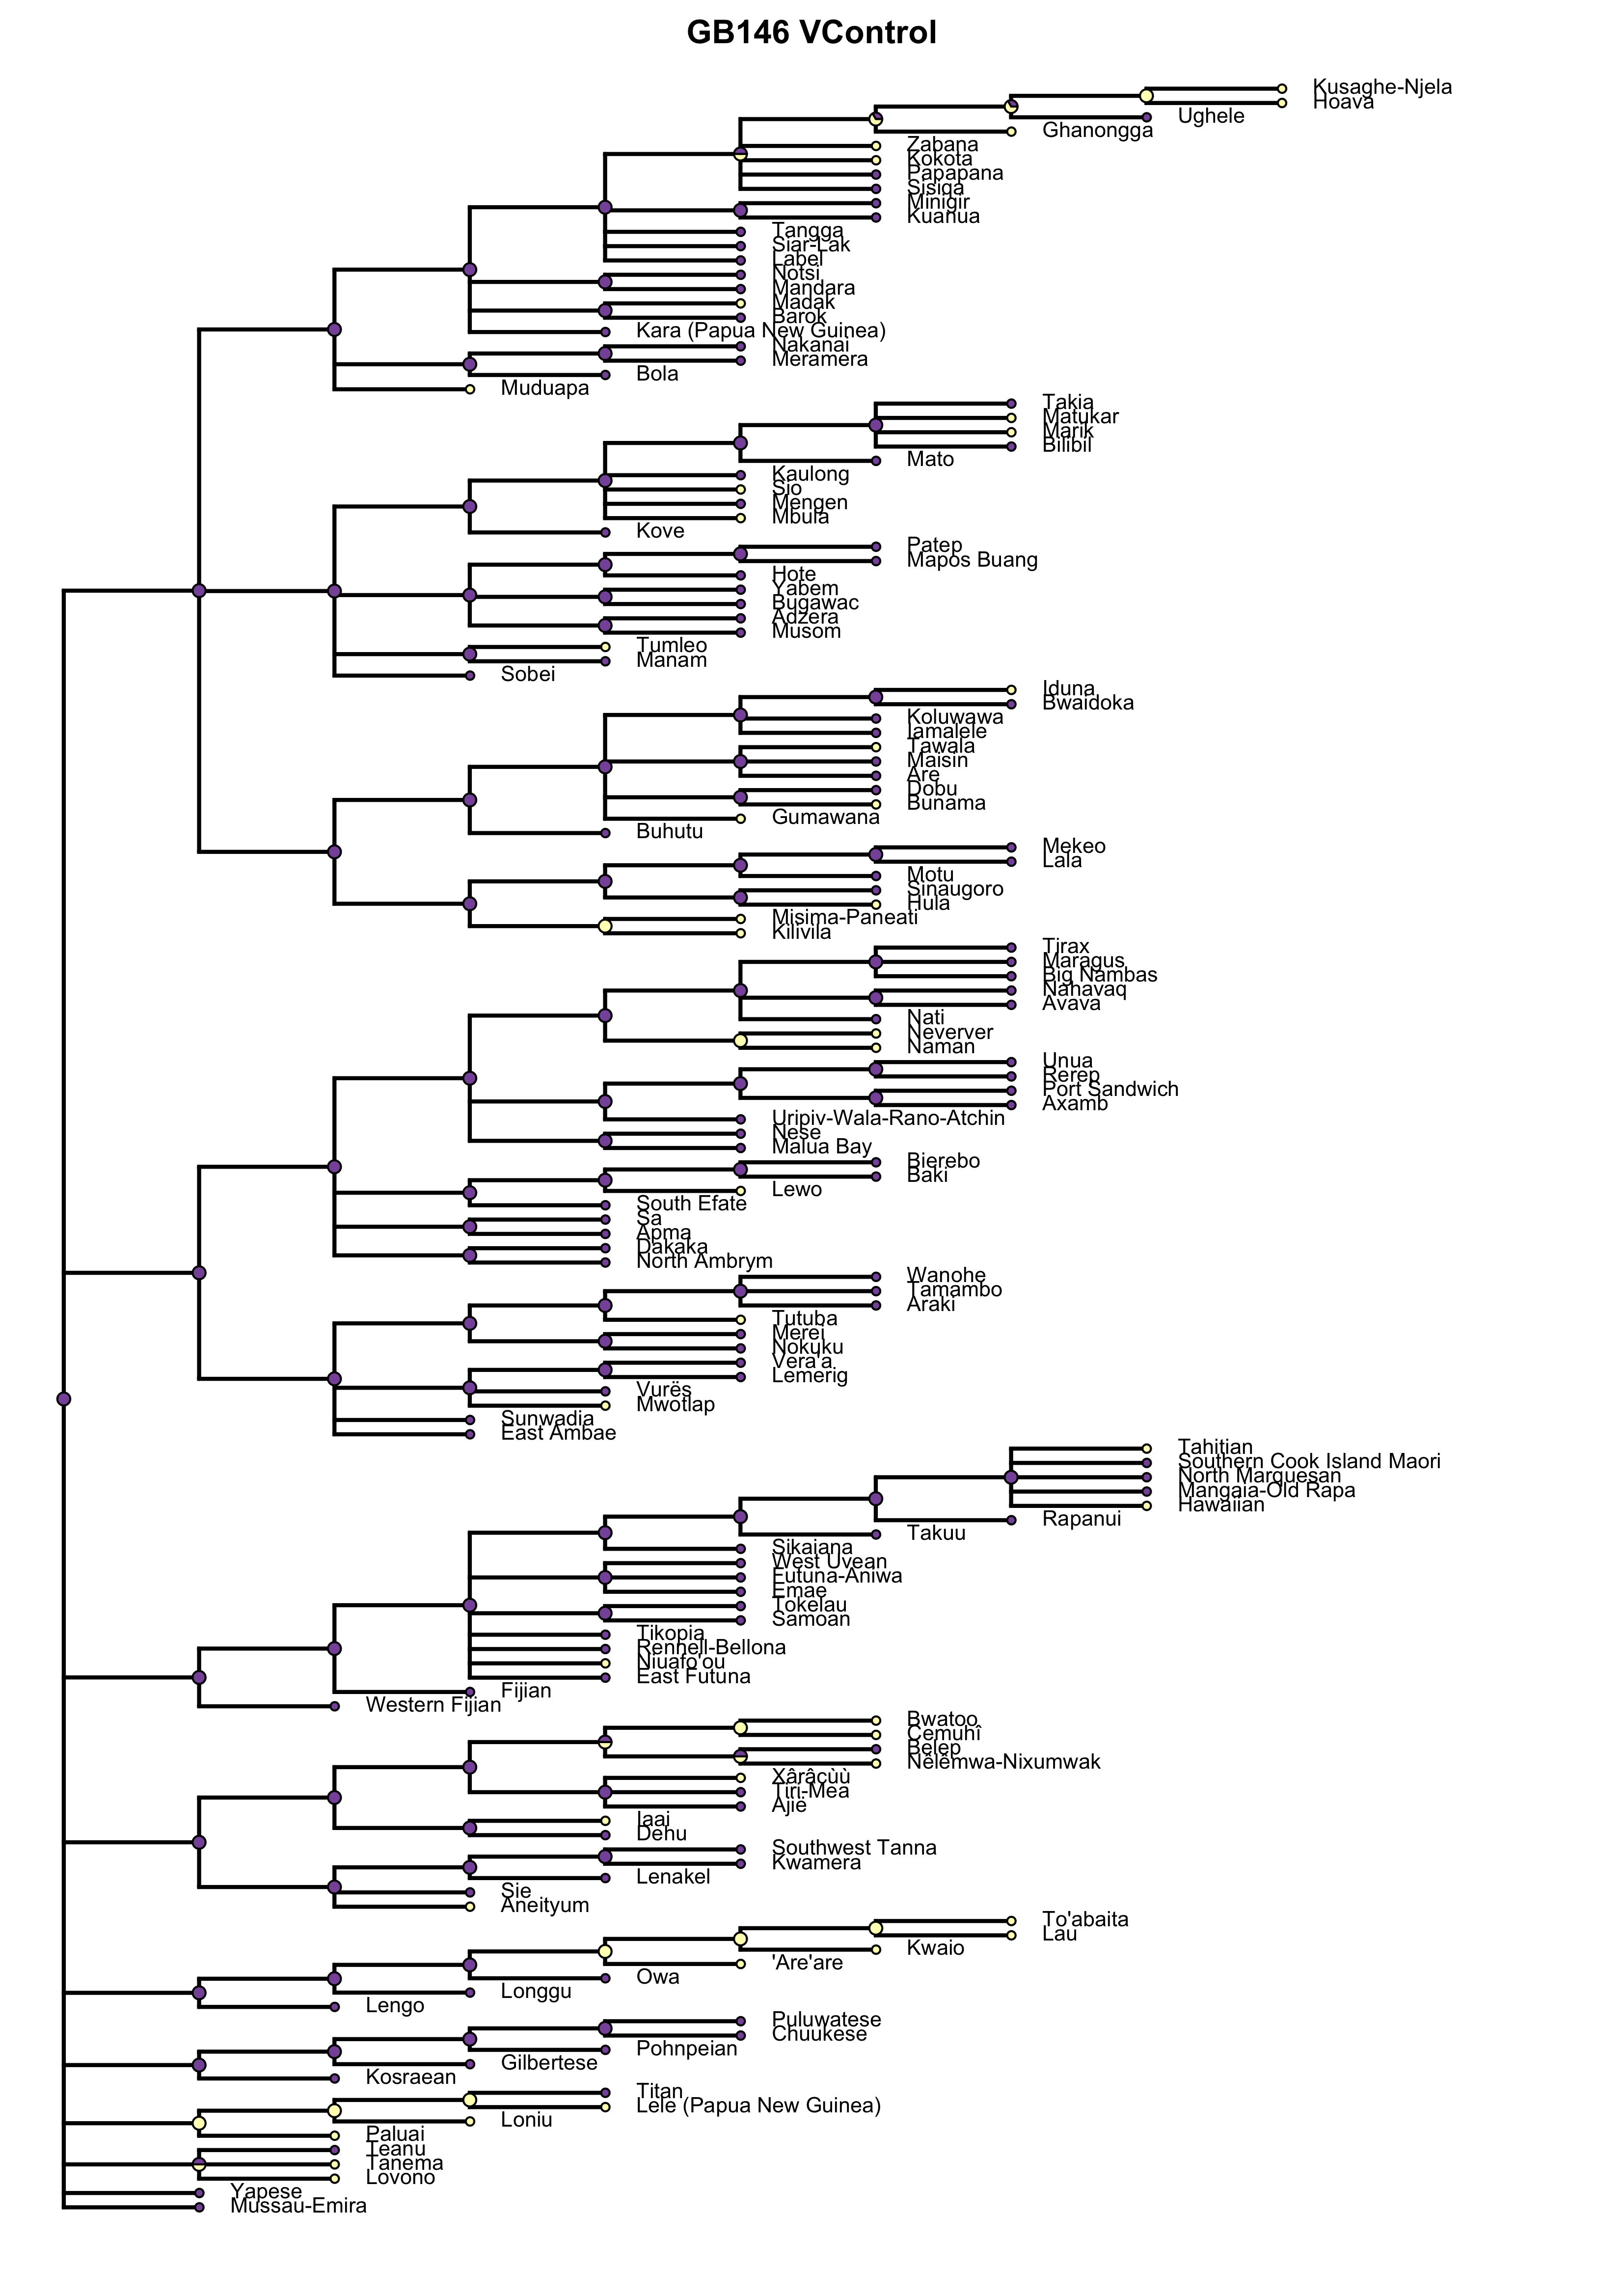 GB146 VControl
Kusaghe-Njela
Hoava
Ughele
Ghanongga
Zabana
Kokota
Papapana
Sisiga
Minigir
Kuanua
Tangga
Siar-Lak
Label
Notsi
Mandara
Madak
Barok
Kara (Papua New Guinea)
Nakanai
Meramera
Bola
Muduapa
Takia
Matukar
Marik
Bilibil
Mato
Kaulong
Sio
Mengen
Mbula
Kove
Patep
Mapos Buang
Hote
Yabem
Bugawac
Adzera
Musom
Tumleo
Manam
Sobei
Iduna
Bwaidoka
Koluwawa
Iamalele
Tawala
Maisin
Are
Dobu
Bunama
Gumawana
Buhutu
Mekeo
Lala
Motu
Sinaugoro
Hula
Misima-Paneati
Kilivila
Tirax
Maragus
Big Nambas
Nahavaq
Avava
Nati
Neverver
Naman
Unua
Rerep
Port Sandwich
Axamb
Uripiv-Wala-Rano-Atchin
Nese
Malua Bay
Bierebo
Baki
Lewo
South Efate
Sa
Apma
Dakaka
North Ambrym
Wanohe
Tamambo
Araki
Tutuba
Merei
Nokuku
Vera'a
Lemerig
Vurës
Mwotlap
Sunwadia
East Ambae
Tahitian
Southern Cook Island Maori
North Marquesan
Mangaia-Old Rapa
Hawaiian
Rapanui
Takuu
Sikaiana
West Uvean
Futuna-Aniwa
Emae
Tokelau
Samoan
Tikopia
Rennell-Bellona
Niuafo'ou
East Futuna
Fijian
Western Fijian
Bwatoo
Cemuhî
Belep
Nêlêmwa-Nixumwak
Xârâcùù
Tiri-Mea
Ajië
Iaai
Dehu
Southwest Tanna
Kwamera
Lenakel
Sie
Aneityum
To'abaita
Lau
Kwaio
'Are'are
Owa
Longgu
Lengo
Puluwatese
Chuukese
Pohnpeian
Gilbertese
Kosraean
Titan
Lele (Papua New Guinea)
Loniu
Paluai
Teanu
Tanema
Lovono
Yapese
Mussau-Emira